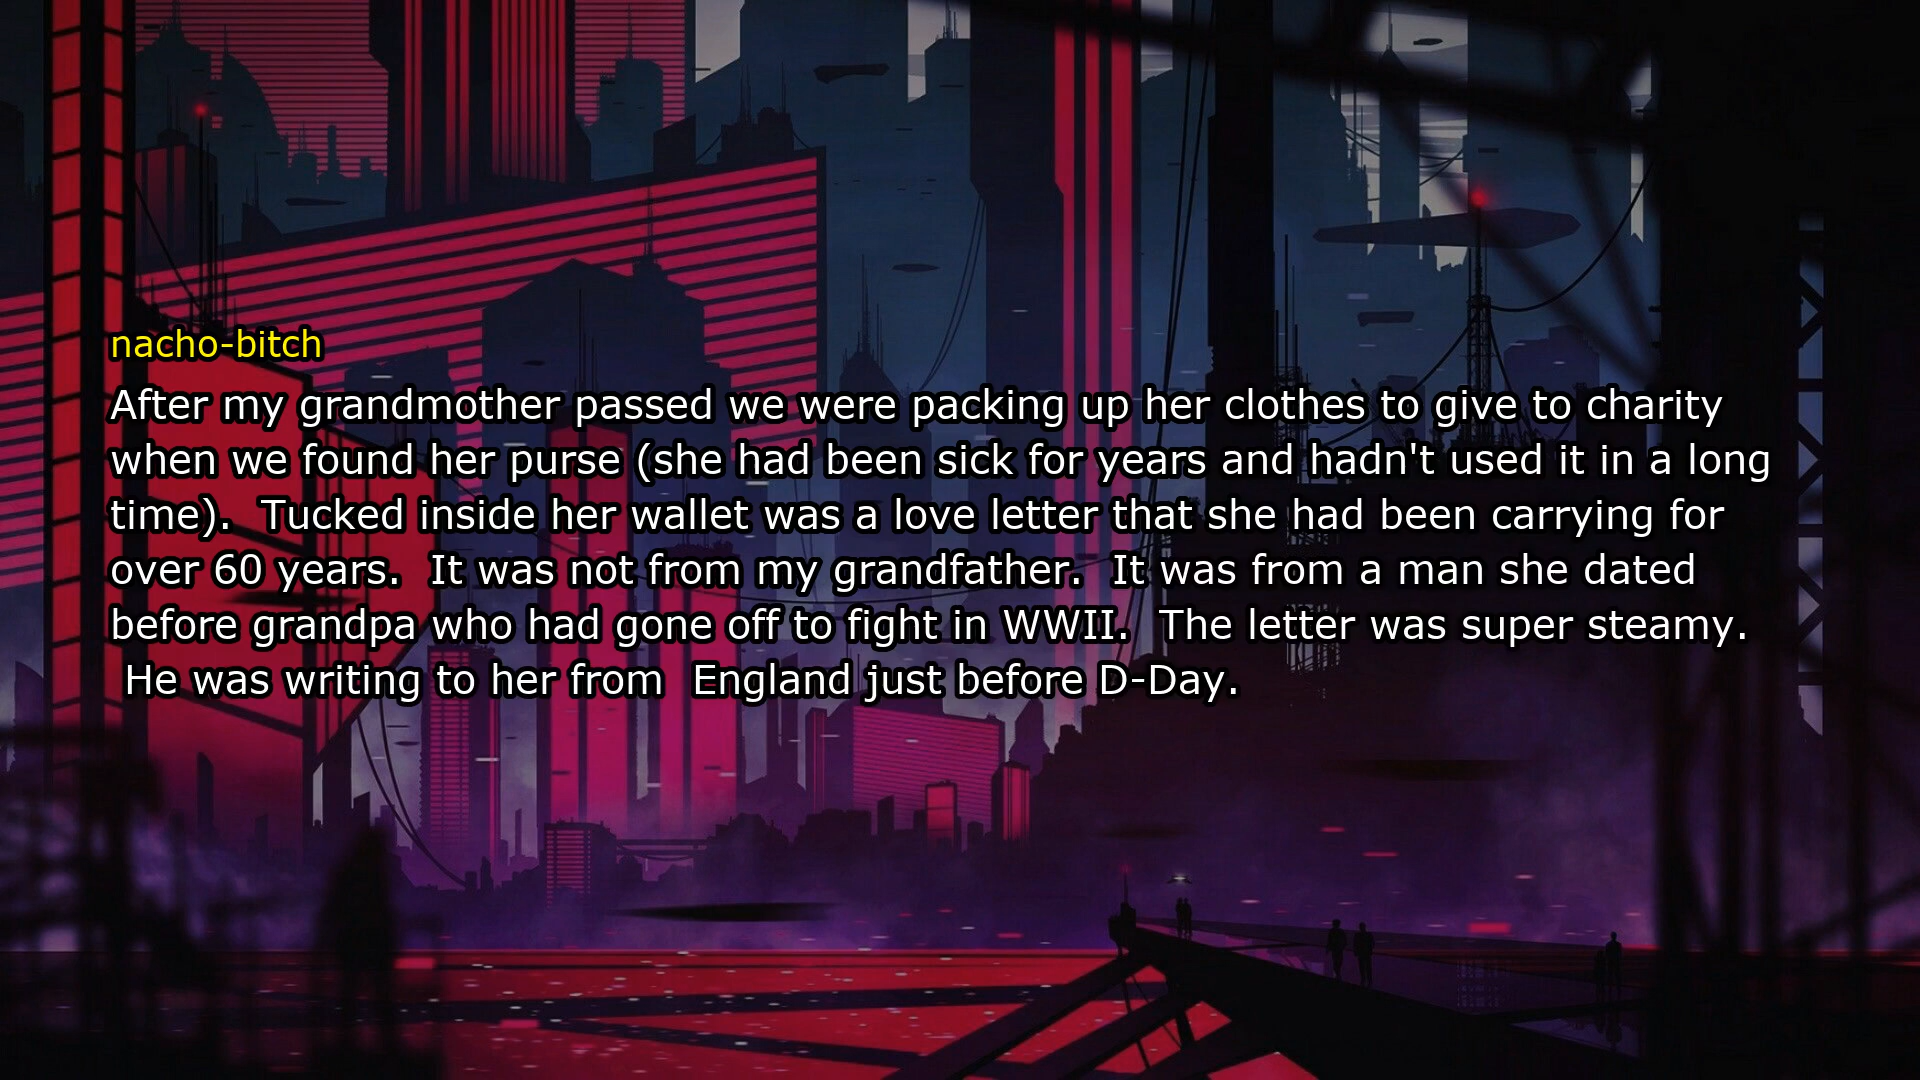 nacho-bitch
After my grandmother passed we were packing up her clothes to give to charity
when we found her purse (she had been sick for years and hadn't used it in a long
time).  Tucked inside her wallet was a love letter that she had been carrying for
over 60 years.  It was not from my grandfather.  It was from a man she dated
before grandpa who had gone off to fight in WWII.  The letter was super steamy.
He was writing to her from  England just before D-Day.